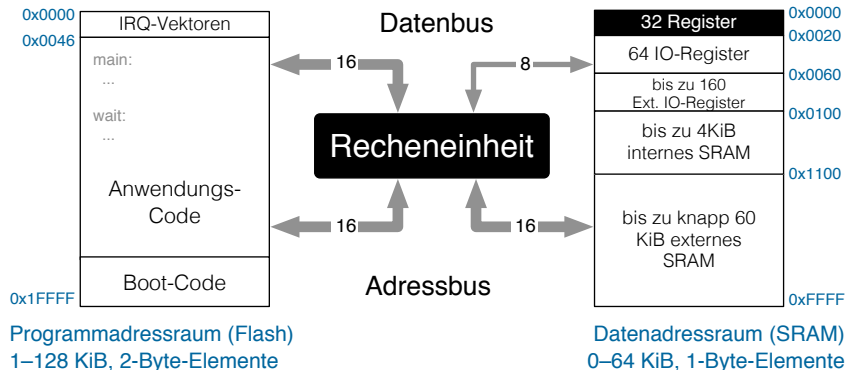 0x0000
IRQ-Vektoren
0x0046
main:
...
wait:
...
Anwendungs-
Code
Boot-Code
0x1FFFF
Programmadressraum (Flash)
1–128 KiB, 2-Byte-Elemente
Datenbus
16
8
Recheneinheit
16
16
Adressbus
32 Register
0x0000
0x0020
64 IO-Register
0x0060
bis zu 160
Ext. IO-Register
0x0100
bis zu 4KiB
internes SRAM
0x1100
bis zu knapp 60
KiB externes
SRAM
0xFFFF
Datenadressraum (SRAM)
0–64 KiB, 1-Byte-Elemente